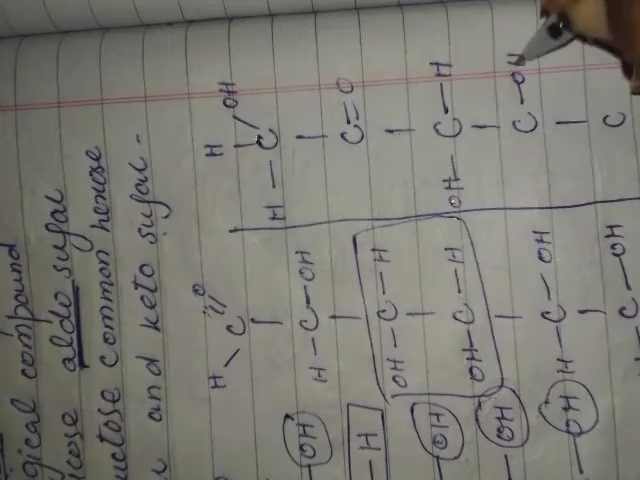 gical compound
cose aldo sugar
uctose common hexose
and keto sugar -
H O H
C OH
H - C
- OH H - C - OH C = O
- H OH - C - H
- OH OH - C - H
OH - C - H
- OH C - OH
- OH H - C - OH
H - C - OH C